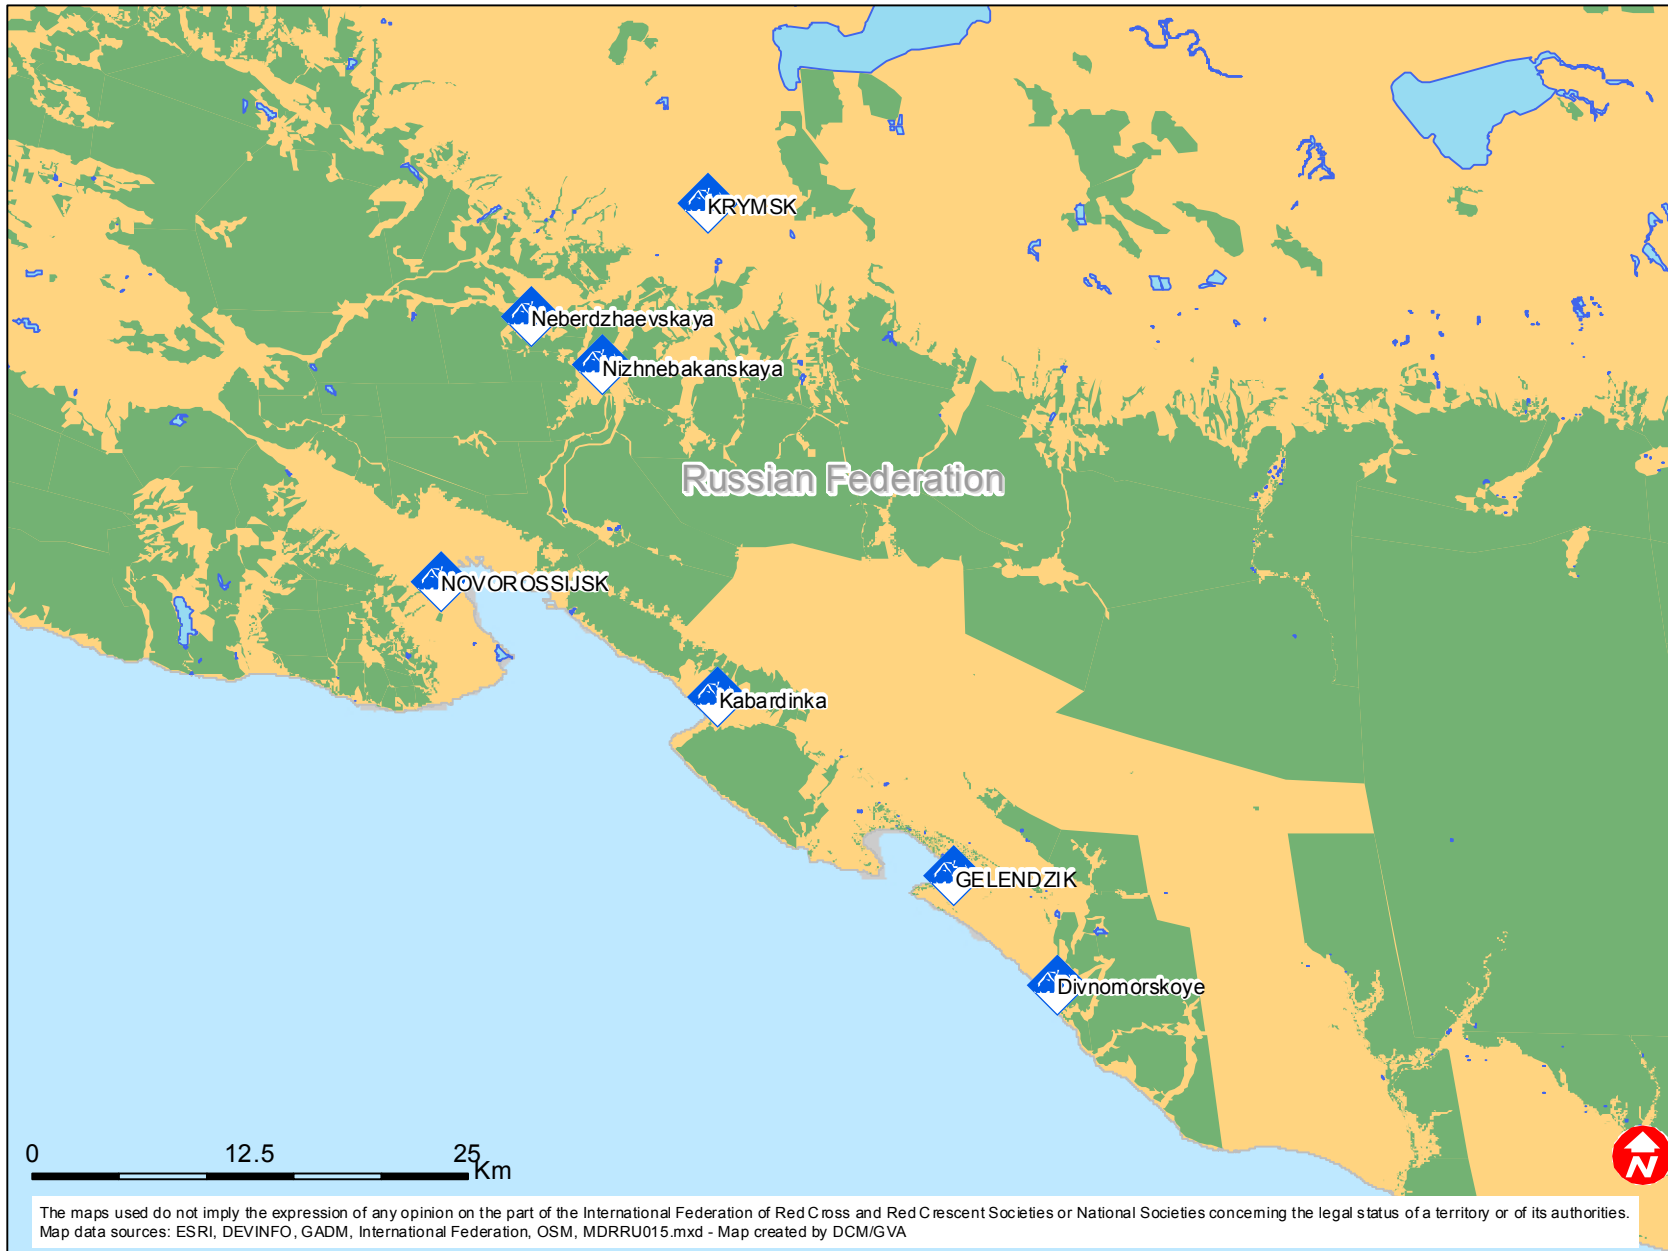 KRYMSK
Neberdzhaevskaya
Nizhnebakanskaya
Russian Federation
NOVOROSSIJSK
Kabardinka
GELENDZIK
Divnomorskoye
0 12.5 25 Km
N
The maps used do not imply the expression of any opinion on the part of the International Federation of Red Cross and Red Crescent Societies or National Societies concerning the legal status of a territory or of its authorities.
Map data sources: ESRI, DEVINFO, GADM, International Federation, OSM, MDRRU015.mxd - Map created by DCM/GVA